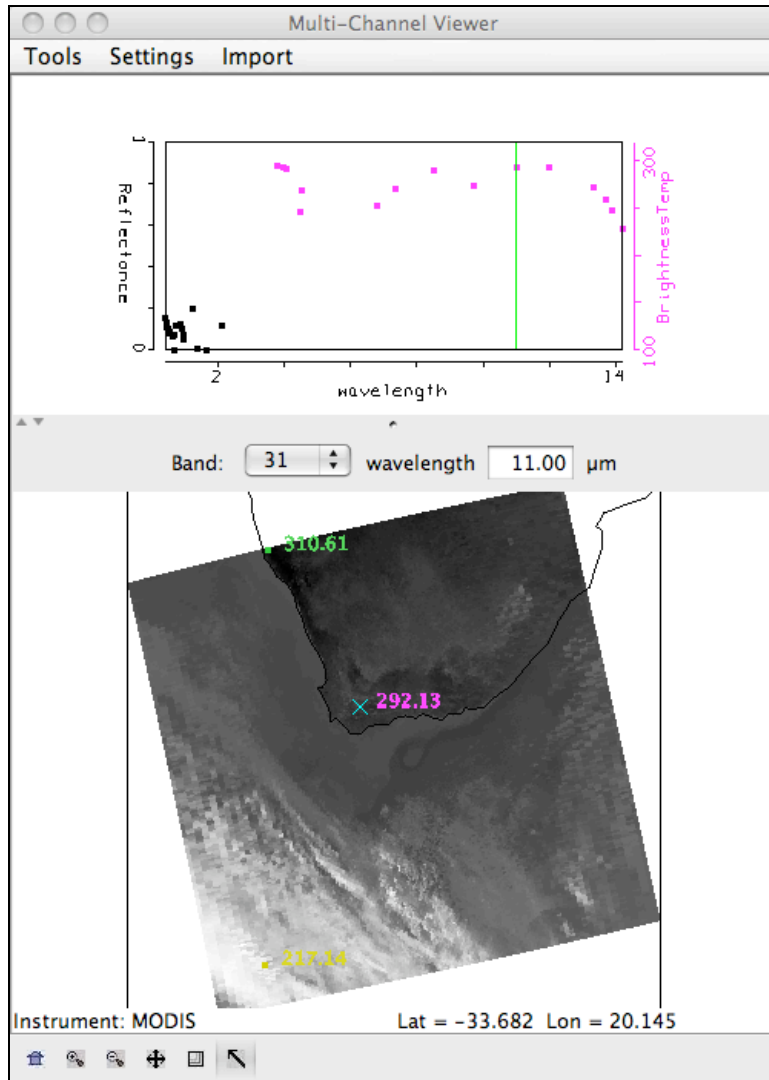 Multi-Channel Viewer
Tools Settings Import
1
Reflectance
0
300
BrightnessTemp
100
2
14
wavelength
Band: 31 wavelength 11.00 µm
310.61
292.13
217.14
Instrument: MODIS
Lat = -33.682 Lon = 20.145